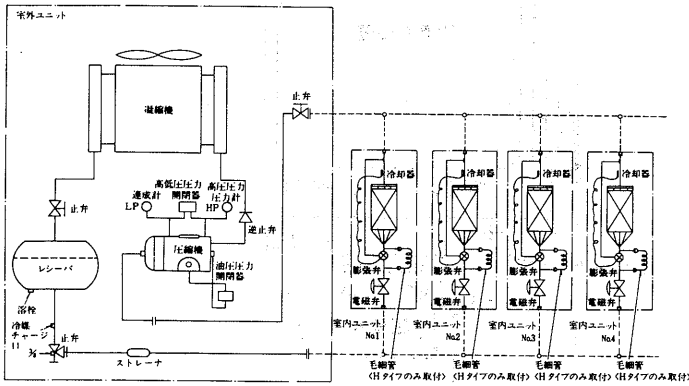 室外ユニット
凝縮機
止弁
高低圧圧力
開閉器
高圧圧力
圧力計
HP
連成計
LP
逆止弁
止弁
圧縮機
レシーバ
油圧圧力
開閉器
溶栓
冷媒
チャージ
口
止弁
ストレーナ
冷却器
冷却器
冷却器
冷却器
膨張弁
膨張弁
膨張弁
膨張弁
電磁弁
電磁弁
電磁弁
電磁弁
室内ユニット
No.1
室内ユニット
No.2
室内ユニット
No.3
室内ユニット
No.4
毛細管
〈Hタイプのみ取付〉
毛細管
〈Hタイプのみ取付〉
毛細管
〈Hタイプのみ取付〉
毛細管
〈Hタイプのみ取付〉